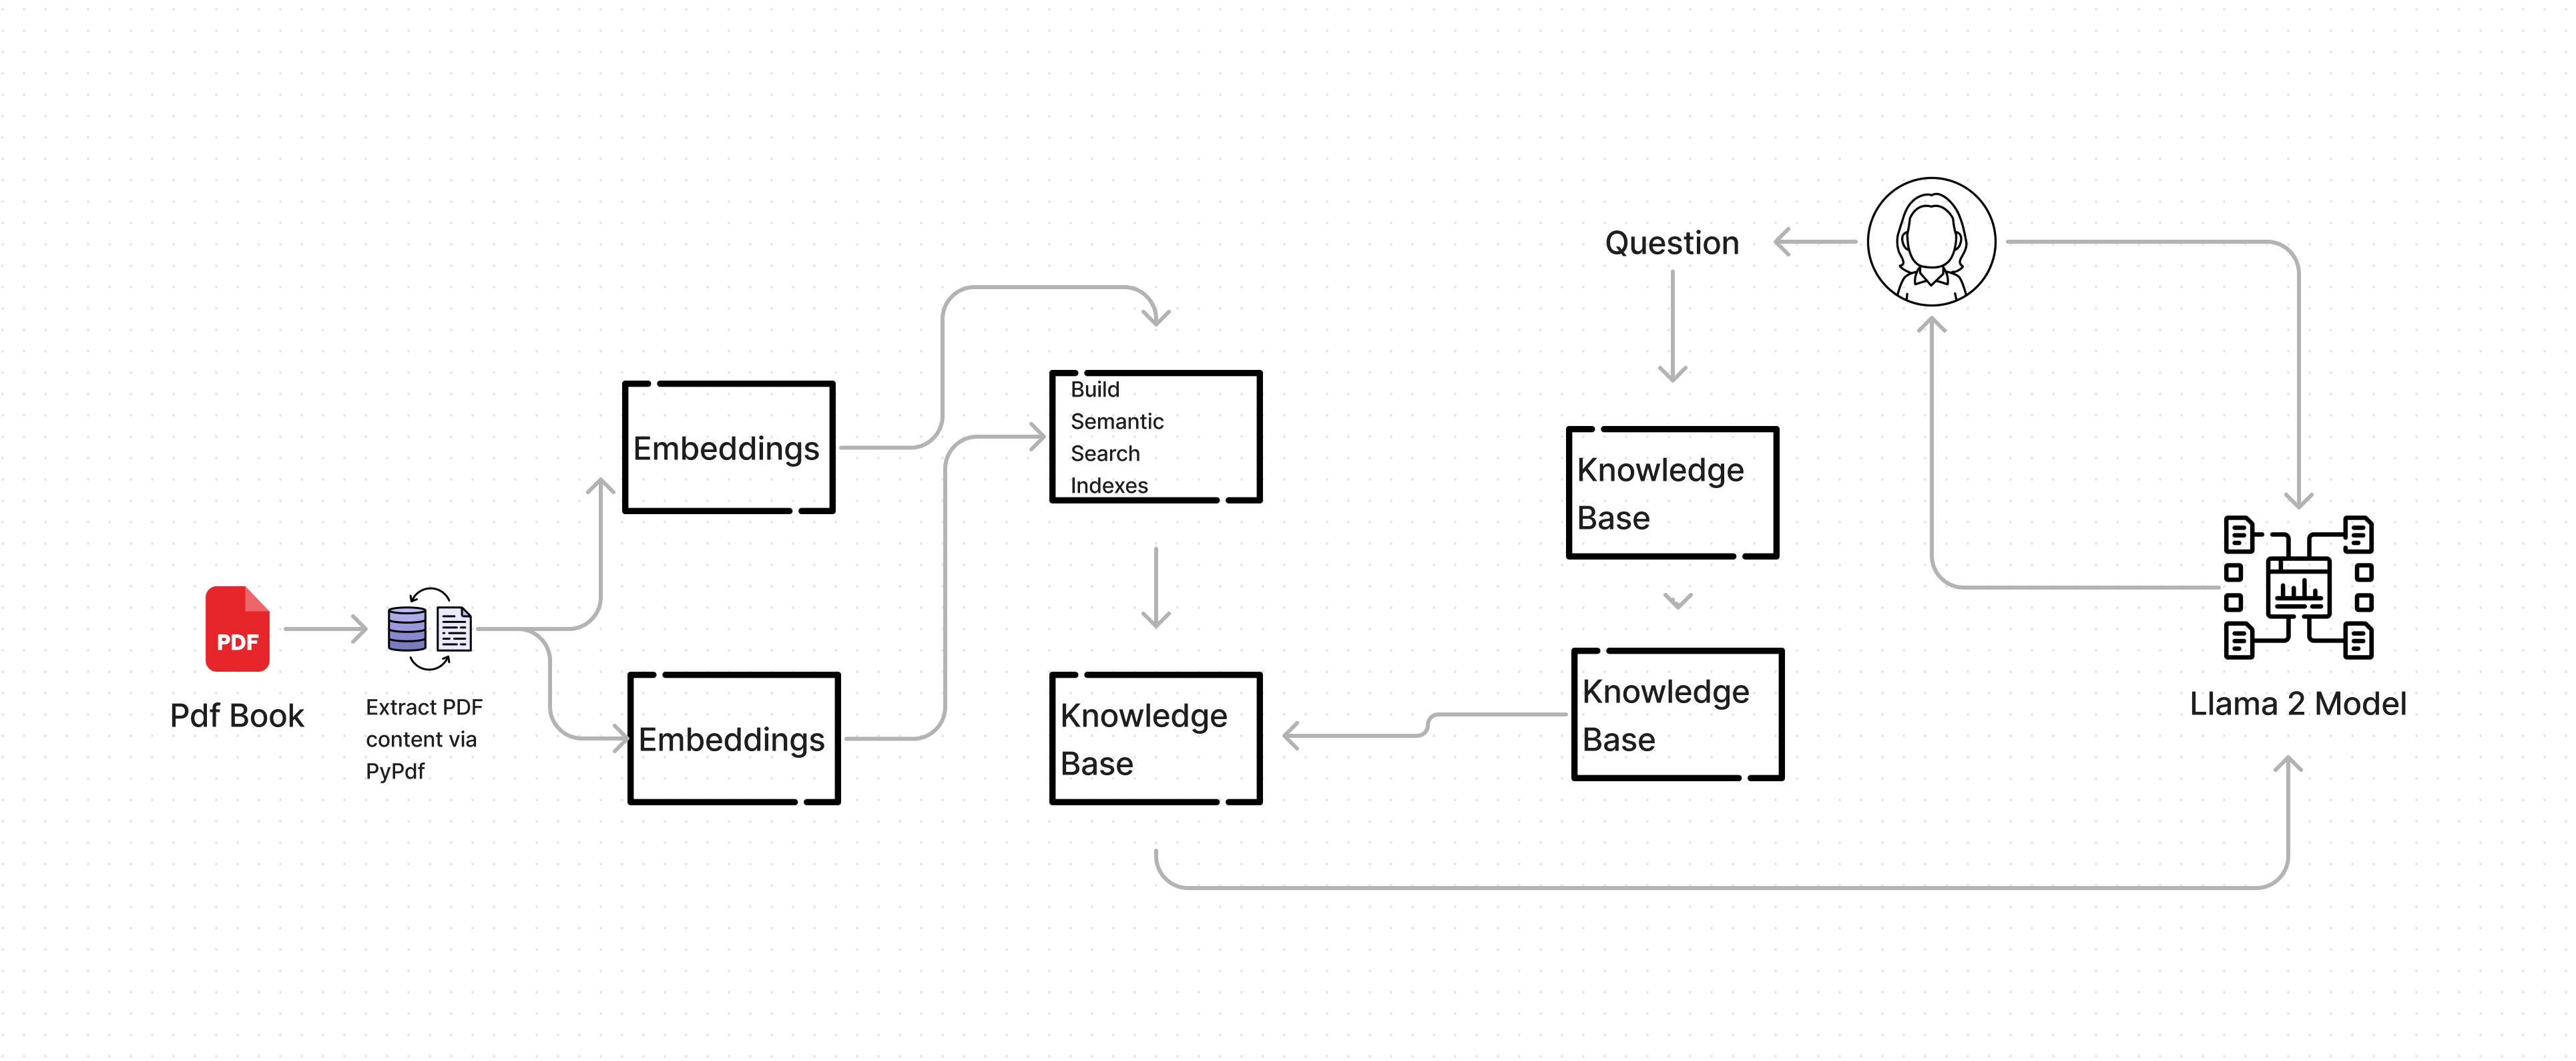 Question
Embeddings
Build
Semantic
Search
Indexes
Knowledge
Base
PDF
Pdf Book
Extract PDF
content via
PyPdf
Embeddings
Knowledge
Base
Knowledge
Base
Llama 2 Model